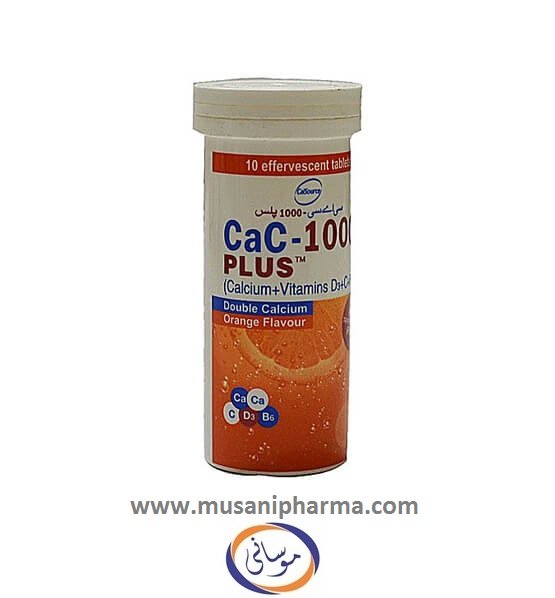 10 effervescent tablets
CaSource
سی اے سی-1000 پلس
CaC-1000
PLUS™
(Calcium+Vitamins D3+C+
Double Calcium
Orange Flavour
Ca Ca
C D3 B6
www.musanipharma.com
موسانی